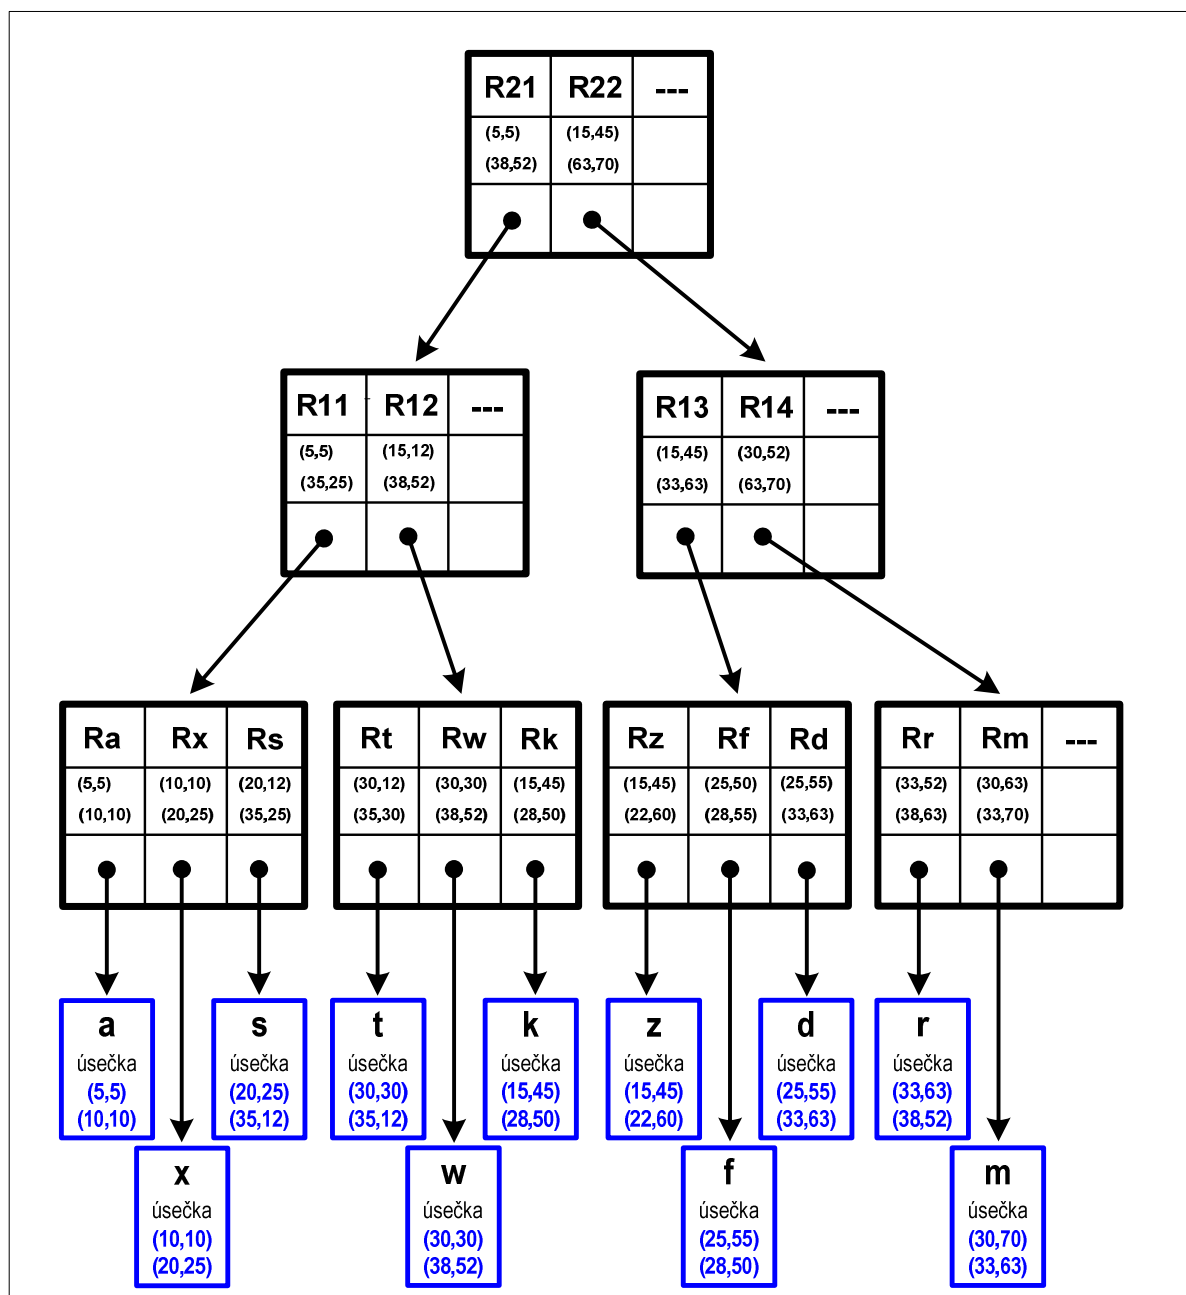 R21 R22 ---
(5,5) (15,45)
(38,52) (63,70)
R11 R12 ---
(5,5) (15,12)
(35,25) (38,52)
R13 R14 ---
(15,45) (30,52)
(33,63) (63,70)
Ra Rx Rs
(5,5) (10,10) (20,12)
(10,10) (20,25) (35,25)
Rt Rw Rk
(30,12) (30,30) (15,45)
(35,30) (38,52) (28,50)
Rz Rf Rd
(15,45) (25,50) (25,55)
(22,60) (28,55) (33,63)
Rr Rm ---
(33,52) (30,63)
(38,63) (33,70)
a
úsečka
(5,5)
(10,10)
s
úsečka
(20,25)
(35,12)
t
úsečka
(30,30)
(35,12)
k
úsečka
(15,45)
(28,50)
z
úsečka
(15,45)
(22,60)
d
úsečka
(25,55)
(33,63)
r
úsečka
(33,63)
(38,52)
x
úsečka
(10,10)
(20,25)
w
úsečka
(30,30)
(38,52)
f
úsečka
(25,55)
(28,50)
m
úsečka
(30,70)
(33,63)